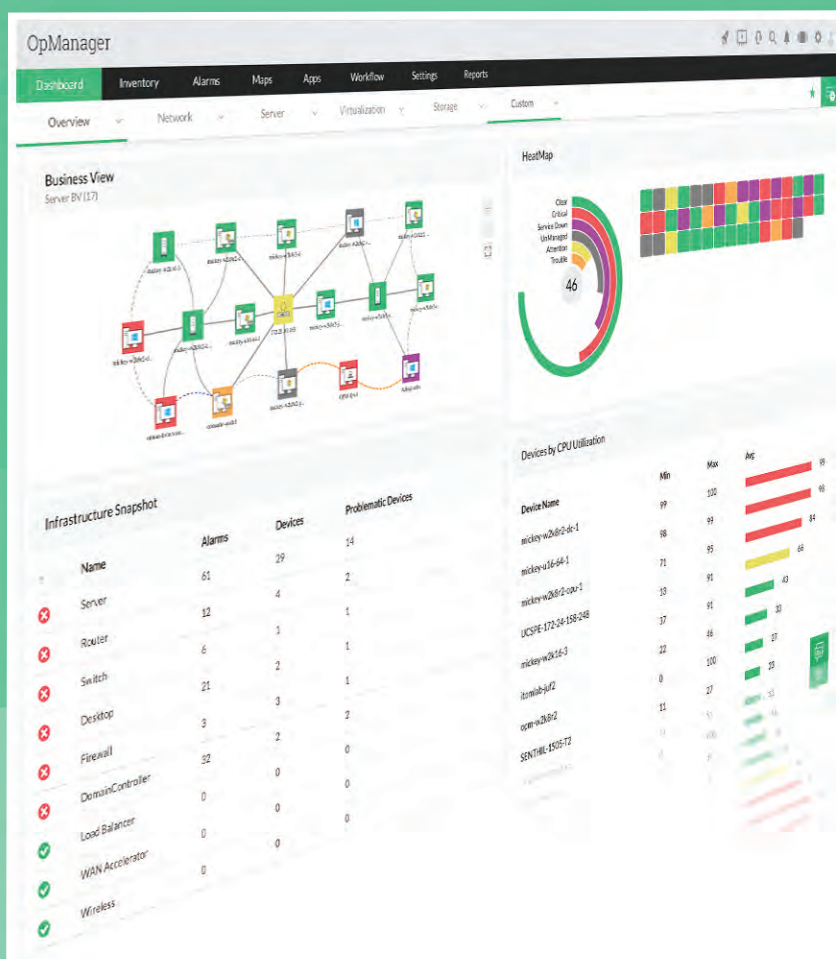 OpManager
Dashboard Inventory Alarms Maps Apps Workflow Settings Reports
Overview Network Server Virtualization Storage Custom
Business View
Server BV (17)
HeatMap
Clear
Critical
Service Down
UnManaged
Attention
Trouble
46
Infrastructure Snapshot
Name Alarms Devices Problematic Devices
Server 61 29 14
Router 12 4 2
Switch 6 1 1
Desktop 21 2 1
Firewall 3 3 1
DomainController 32 2 2
Load Balancer 0 0 0
WAN Accelerator 0 0 0
Wireless 0 0 0
Devices by CPU Utilization
Device Name Min Max Avg
mickey-w2k8r2-dc-1 99 100 99
mickey-u16-64-1 98 99 98
mickey-w2k8r2-opu-1 71 95 84
UCSPE-172-24-158-248 13 91 66
mickey-w2k16-3 37 91 43
itomlab-juf2 22 46 33
opm-w2k8r2 0 100 27
SENTHIL-1505-T2 11 27 23